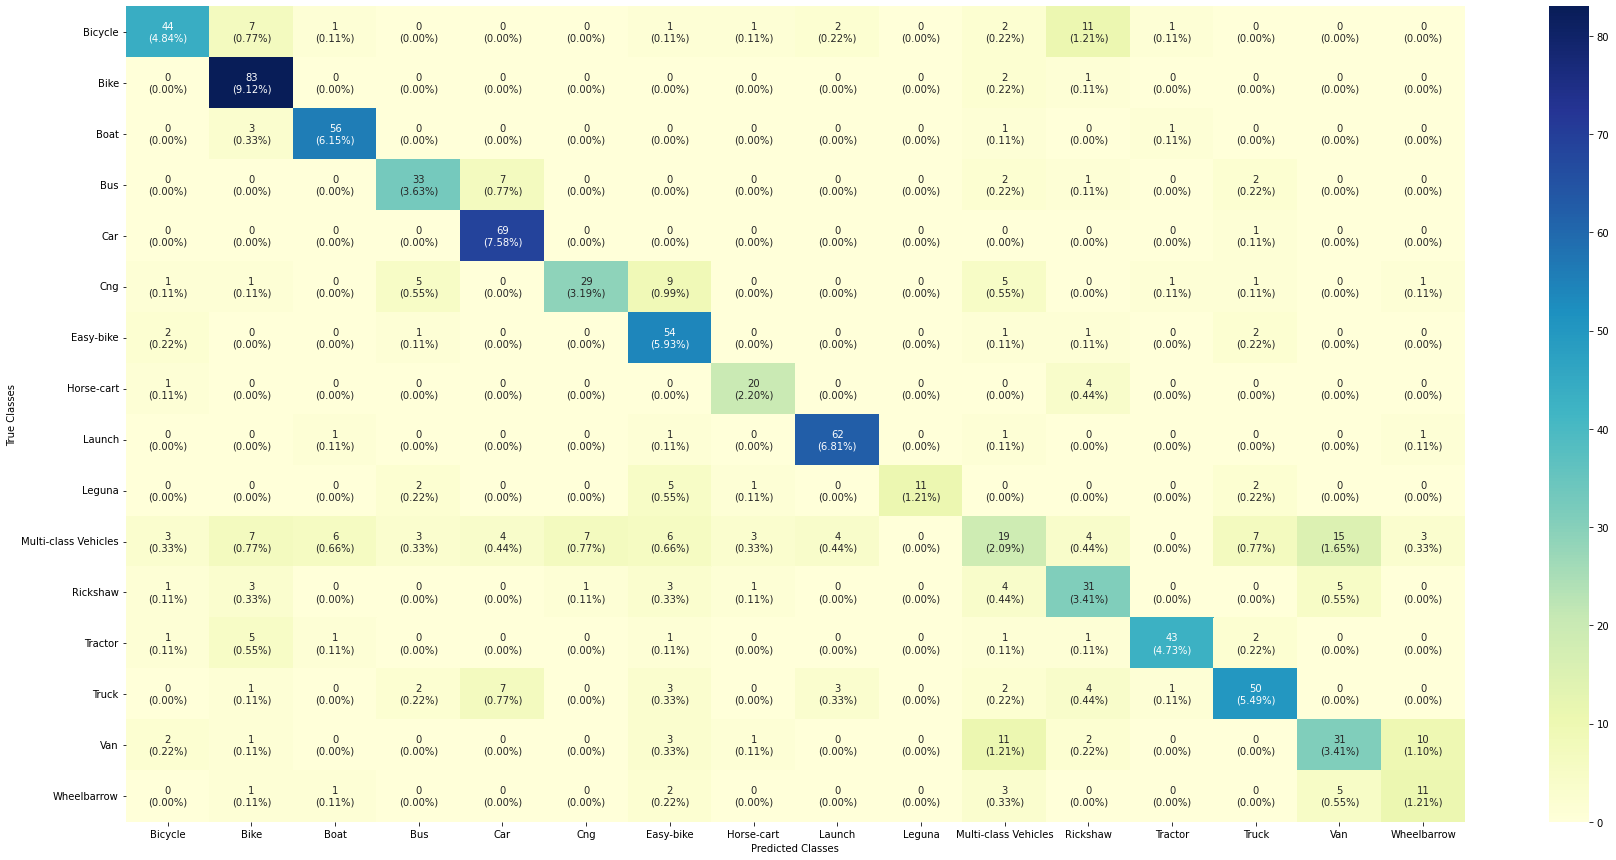 Bicycle 44 7 1 0 0 0 1 1 2 0 2 11 1 0 0 0
(4.84%) (0.77%) (0.11%) (0.00%) (0.00%) (0.00%) (0.11%) (0.11%) (0.22%) (0.00%) (0.22%) (1.21%) (0.11%) (0.00%) (0.00%) (0.00%)
Bike 0 83 0 0 0 0 0 0 0 0 2 1 0 0 0 0
(0.00%) (9.12%) (0.00%) (0.00%) (0.00%) (0.00%) (0.00%) (0.00%) (0.00%) (0.00%) (0.22%) (0.11%) (0.00%) (0.00%) (0.00%) (0.00%)
Boat 0 3 56 0 0 0 0 0 0 0 1 0 1 0 0 0
(0.00%) (0.33%) (6.15%) (0.00%) (0.00%) (0.00%) (0.00%) (0.00%) (0.00%) (0.00%) (0.11%) (0.00%) (0.11%) (0.00%) (0.00%) (0.00%)
Bus 0 0 0 33 7 0 0 0 0 0 2 1 0 2 0 0
(0.00%) (0.00%) (0.00%) (3.63%) (0.77%) (0.00%) (0.00%) (0.00%) (0.00%) (0.00%) (0.22%) (0.11%) (0.00%) (0.22%) (0.00%) (0.00%)
Car 0 0 0 0 69 0 0 0 0 0 0 0 0 1 0 0
(0.00%) (0.00%) (0.00%) (0.00%) (7.58%) (0.00%) (0.00%) (0.00%) (0.00%) (0.00%) (0.00%) (0.00%) (0.00%) (0.11%) (0.00%) (0.00%)
Cng 1 1 0 5 0 29 9 0 0 0 5 0 1 1 0 1
(0.11%) (0.11%) (0.00%) (0.55%) (0.00%) (3.19%) (0.99%) (0.00%) (0.00%) (0.00%) (0.55%) (0.00%) (0.11%) (0.11%) (0.00%) (0.11%)
Easy-bike 2 0 0 1 0 0 54 0 0 0 1 1 0 2 0 0
(0.22%) (0.00%) (0.00%) (0.11%) (0.00%) (0.00%) (5.93%) (0.00%) (0.00%) (0.00%) (0.11%) (0.11%) (0.00%) (0.22%) (0.00%) (0.00%)
Horse-cart 1 0 0 0 0 0 0 20 0 0 0 4 0 0 0 0
(0.11%) (0.00%) (0.00%) (0.00%) (0.00%) (0.00%) (0.00%) (2.20%) (0.00%) (0.00%) (0.00%) (0.44%) (0.00%) (0.00%) (0.00%) (0.00%)
Launch 0 0 1 0 0 0 1 0 62 0 1 0 0 0 0 1
(0.00%) (0.00%) (0.11%) (0.00%) (0.00%) (0.00%) (0.11%) (0.00%) (6.81%) (0.00%) (0.11%) (0.00%) (0.00%) (0.00%) (0.00%) (0.11%)
Leguna 0 0 0 2 0 0 5 1 0 11 0 0 0 2 0 0
(0.00%) (0.00%) (0.00%) (0.22%) (0.00%) (0.00%) (0.55%) (0.11%) (0.00%) (1.21%) (0.00%) (0.00%) (0.00%) (0.22%) (0.00%) (0.00%)
Multi-class Vehicles 3 7 6 3 4 7 6 3 4 0 19 4 0 7 15 3
(0.33%) (0.77%) (0.66%) (0.33%) (0.44%) (0.77%) (0.66%) (0.33%) (0.44%) (0.00%) (2.09%) (0.44%) (0.00%) (0.77%) (1.65%) (0.33%)
Rickshaw 1 3 0 0 0 1 3 1 0 0 4 31 0 0 5 0
(0.11%) (0.33%) (0.00%) (0.00%) (0.00%) (0.11%) (0.33%) (0.11%) (0.00%) (0.00%) (0.44%) (3.41%) (0.00%) (0.00%) (0.55%) (0.00%)
Tractor 1 5 1 0 0 0 1 0 0 0 1 1 43 2 0 0
(0.11%) (0.55%) (0.11%) (0.00%) (0.00%) (0.00%) (0.11%) (0.00%) (0.00%) (0.00%) (0.11%) (0.11%) (4.73%) (0.22%) (0.00%) (0.00%)
Truck 0 1 0 2 7 0 3 0 3 0 2 4 1 50 0 0
(0.00%) (0.11%) (0.00%) (0.22%) (0.77%) (0.00%) (0.33%) (0.00%) (0.33%) (0.00%) (0.22%) (0.44%) (0.11%) (5.49%) (0.00%) (0.00%)
Van 2 1 0 0 0 0 3 1 0 0 11 2 0 0 31 10
(0.22%) (0.11%) (0.00%) (0.00%) (0.00%) (0.00%) (0.33%) (0.11%) (0.00%) (0.00%) (1.21%) (0.22%) (0.00%) (0.00%) (3.41%) (1.10%)
Wheelbarrow 0 1 1 0 0 0 2 0 0 0 3 0 0 0 5 11
(0.00%) (0.11%) (0.11%) (0.00%) (0.00%) (0.00%) (0.22%) (0.00%) (0.00%) (0.00%) (0.33%) (0.00%) (0.00%) (0.00%) (0.55%) (1.21%)
Bicycle Bike Boat Bus Car Cng Easy-bike Horse-cart Launch Leguna Multi-class Vehicles Rickshaw Tractor Truck Van Wheelbarrow
Predicted Classes
True Classes
80
70
60
50
40
30
20
10
0